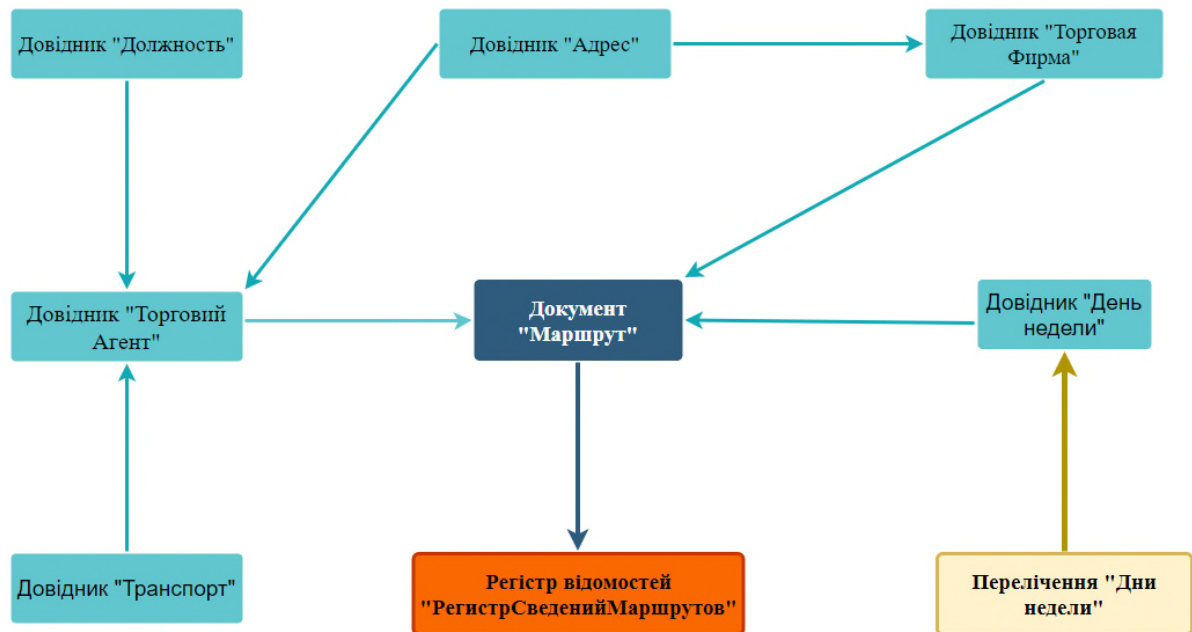 Довідник "Должность"
Довідник "Адрес"
Довідник "Торговая
Фирма"
Довідник "Торговий
Агент"
Документ
"Маршрут"
Довідник "День
недели"
Довідник "Транспорт"
Регістр відомостей
"РегистрСведенийМаршрутов"
Перелічення "Дни
недели"